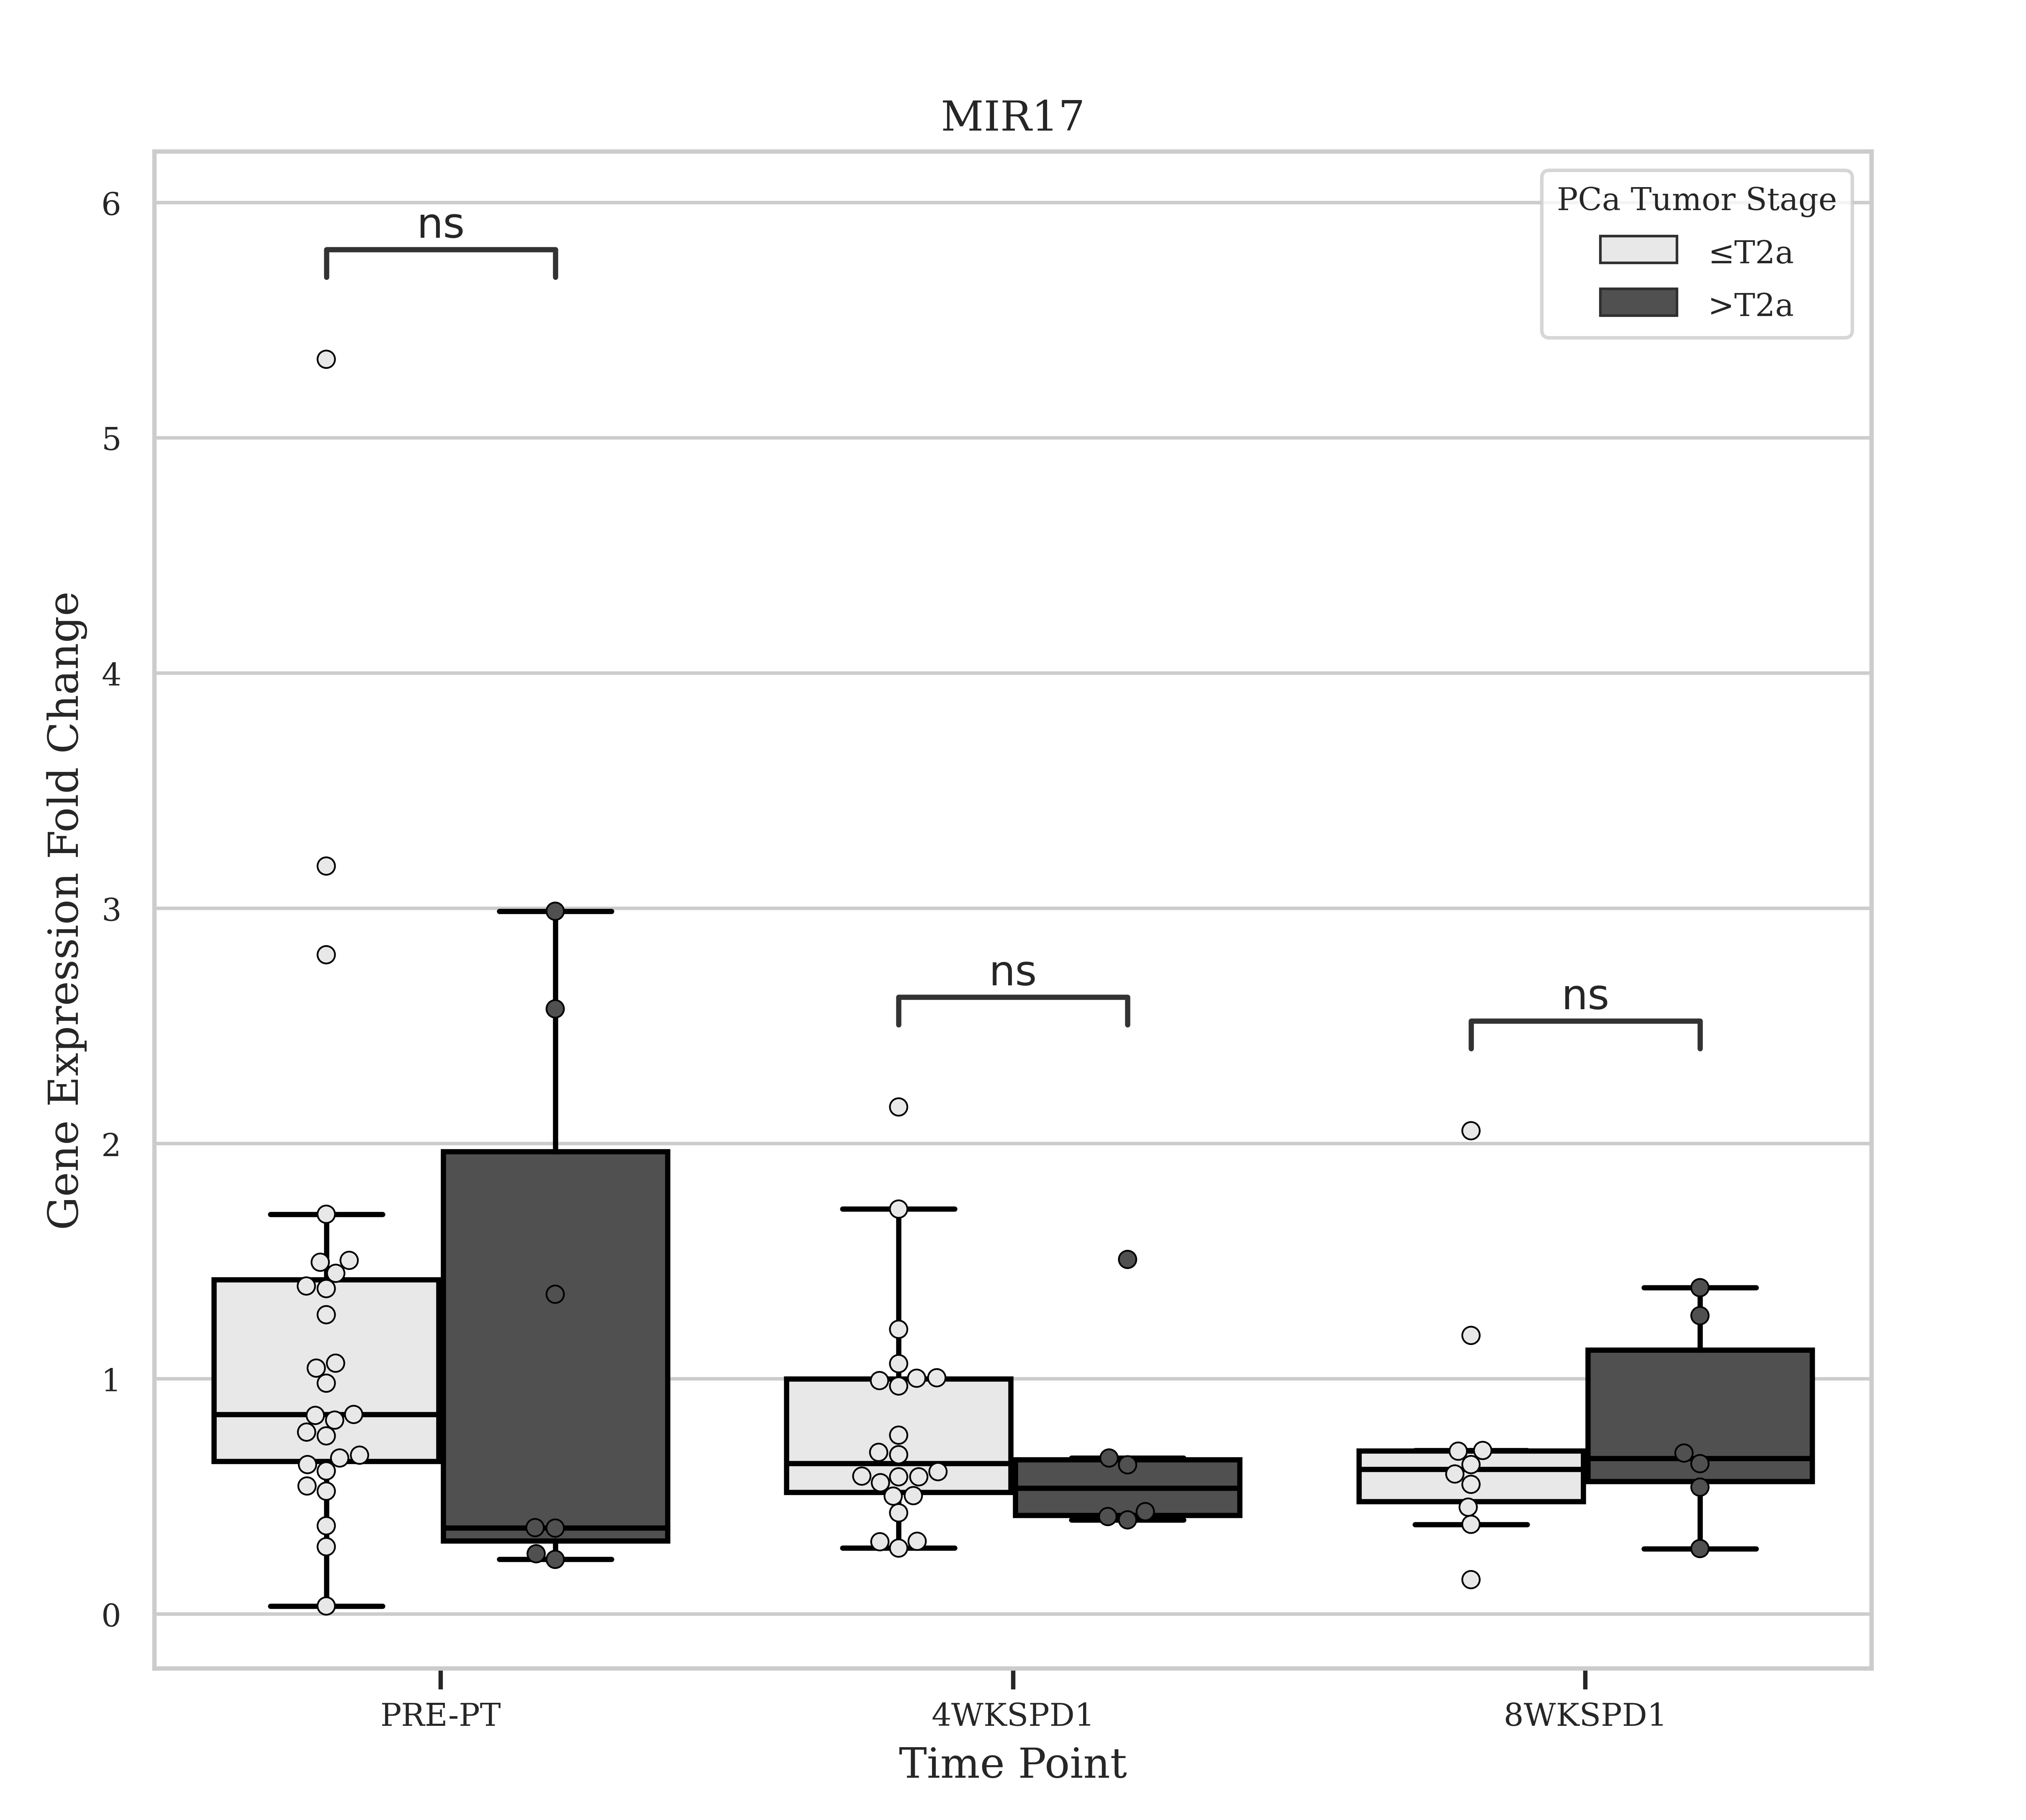 MIR17
PCa Tumor Stage
≤T2a
>T2a
ns
ns
ns
Gene Expression Fold Change
6
5
4
3
2
1
0
PRE-PT
4WKSPD1
8WKSPD1
Time Point